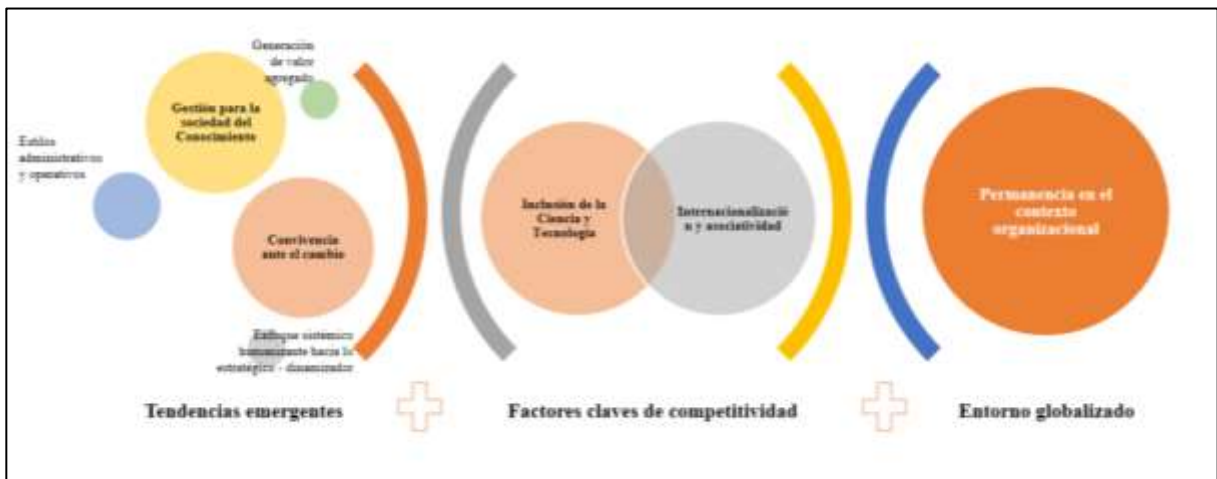 Generación
de valor
agregado
Gestión para la
sociedad del
Conocimiento
Estilos
administrativos
y operativos
Convivencia
ante el cambio
Enfoque sistémico
humanizante hacia lo
estratégico - dinamizador
Tendencias emergentes
Inclusión de la
Ciencia y
Tecnología
Internacionalizació
n y asociatividad
Factores claves de competitividad
Permanencia en el
contexto
organizacional
Entorno globalizado